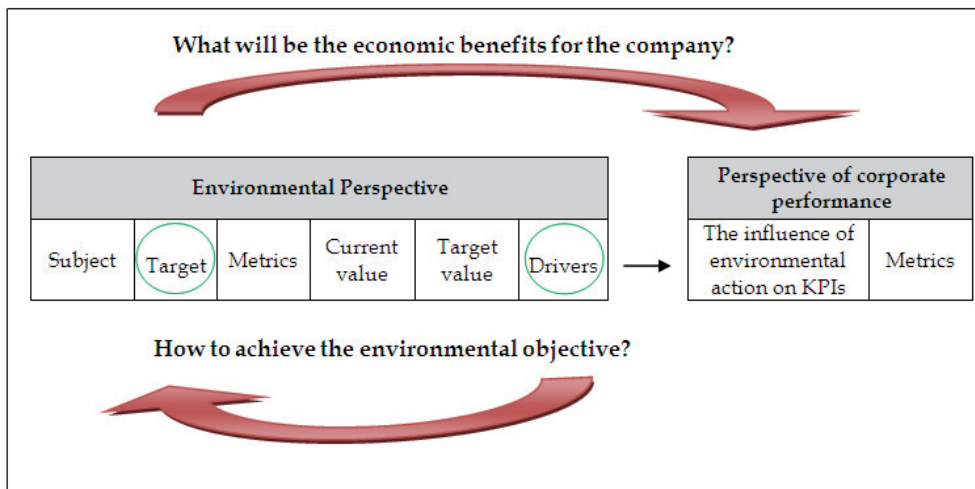 What will be the economic benefits for the company?
Environmental Perspective
Subject
Target
Metrics
Current
value
Target
value
Drivers
Perspective of corporate
performance
The influence of
environmental
action on KPIs
Metrics
How to achieve the environmental objective?